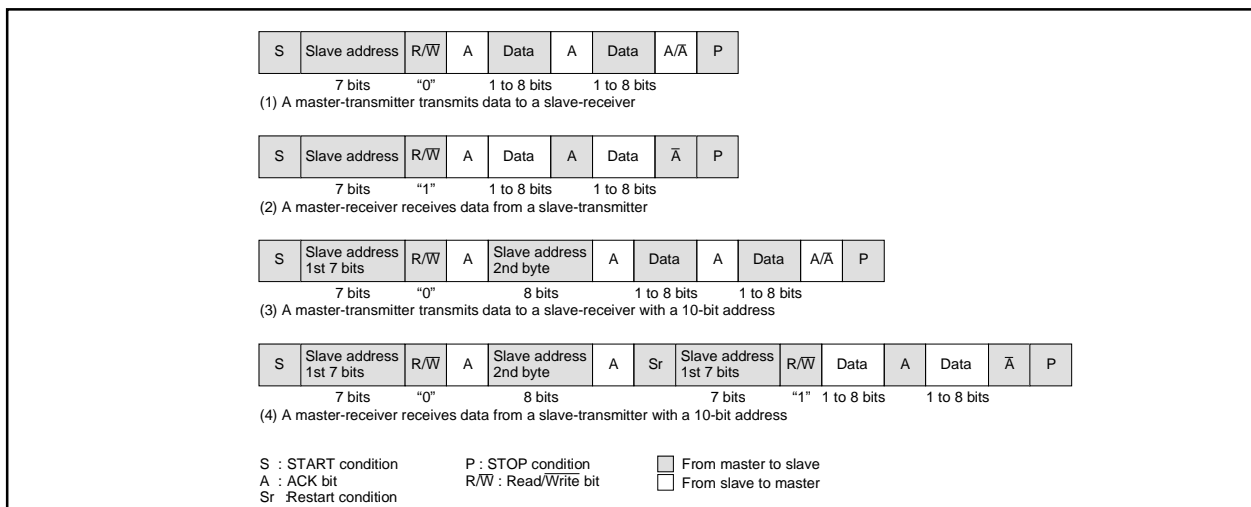 S Slave address R/W̅ A Data A Data A/A̅ P
7 bits “0” 1 to 8 bits 1 to 8 bits
(1) A master-transmitter transmits data to a slave-receiver
S Slave address R/W̅ A Data A Data A̅ P
7 bits “1” 1 to 8 bits 1 to 8 bits
(2) A master-receiver receives data from a slave-transmitter
S Slave address 1st 7 bits R/W̅ A Slave address 2nd byte A Data A Data A/A̅ P
7 bits “0” 8 bits 1 to 8 bits 1 to 8 bits
(3) A master-transmitter transmits data to a slave-receiver with a 10-bit address
S Slave address 1st 7 bits R/W̅ A Slave address 2nd byte A Sr Slave address 1st 7 bits R/W̅ Data A Data A̅ P
7 bits “0” 8 bits 7 bits “1” 1 to 8 bits 1 to 8 bits
(4) A master-receiver receives data from a slave-transmitter with a 10-bit address
S : START condition P : STOP condition From master to slave
A : ACK bit R/W̅ : Read/W̅r̅i̅t̅e̅ bit From slave to master
Sr :Restart condition